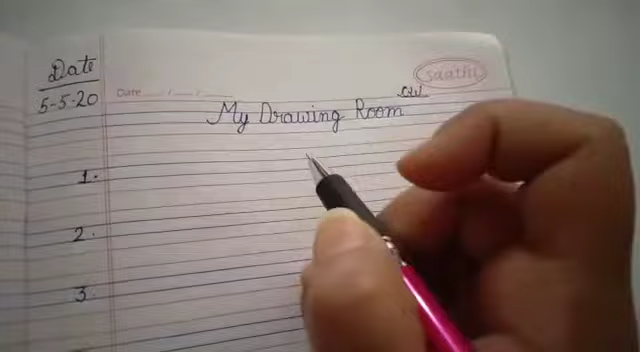 Date
5-5-20
Date ..... / ..... / .....
saathi
C.W.
My Drawing Room
1.
2.
3.